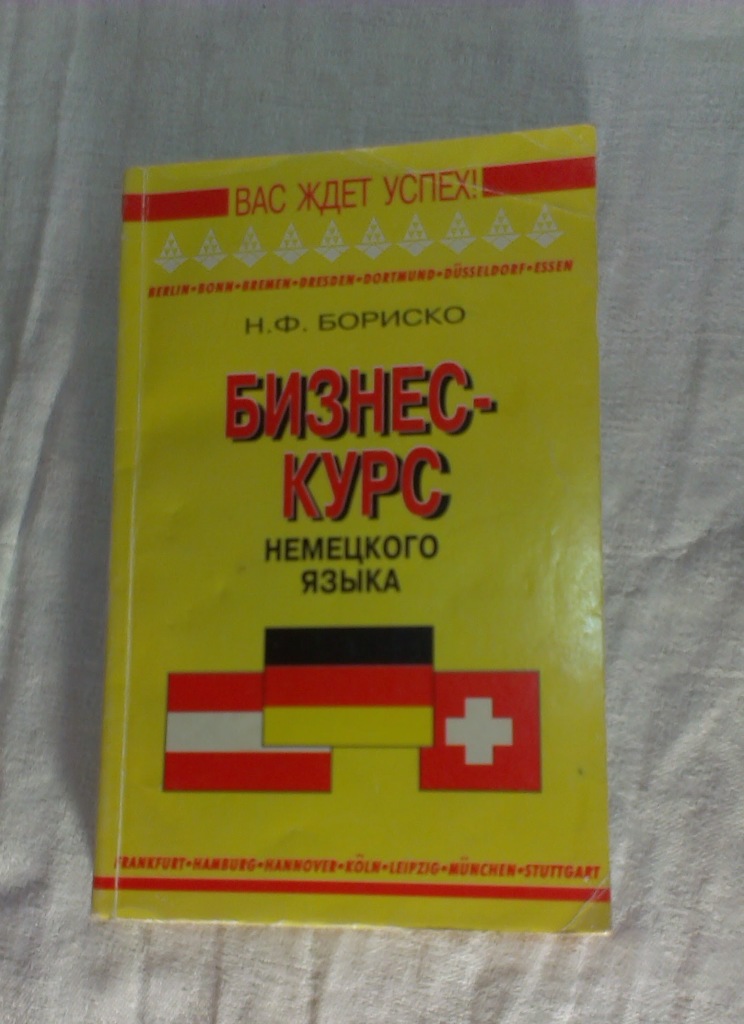 ВАС ЖДЕТ УСПЕХ!
BERLIN•BONN•BREMEN•DRESDEN•DORTMUND•DÜSSELDORF•ESSEN
Н.Ф. БОРИСКО
БИЗНЕС-
КУРС
НЕМЕЦКОГО
ЯЗЫКА
FRANKFURT•HAMBURG•HANNOVER•KÖLN•LEIPZIG•MÜNCHEN•STUTTGART